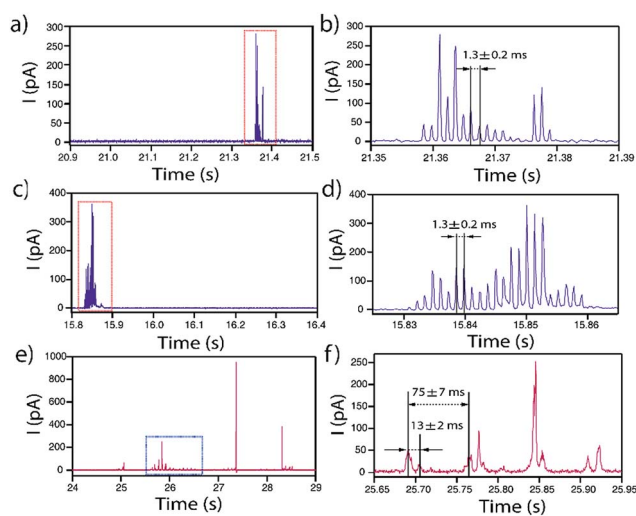 a)
I (pA)
300
250
200
150
100
50
0
20.9 21.0 21.1 21.2 21.3 21.4 21.5
Time (s)
b)
I (pA)
300
250
200
150
100
50
0
1.3±0.2 ms
21.35 21.36 21.37 21.38 21.39
Time (s)
c)
I (pA)
400
300
200
100
0
15.8 15.9 16.0 16.1 16.2 16.3 16.4
Time (s)
d)
I (pA)
400
300
200
100
0
1.3±0.2 ms
15.83 15.84 15.85 15.86
Time (s)
e)
I (pA)
1000
800
600
400
200
0
24 25 26 27 28 29
Time (s)
f)
I (pA)
250
200
150
100
50
0
75±7 ms
13±2 ms
25.65 25.70 25.75 25.80 25.85 25.90 25.95
Time (s)